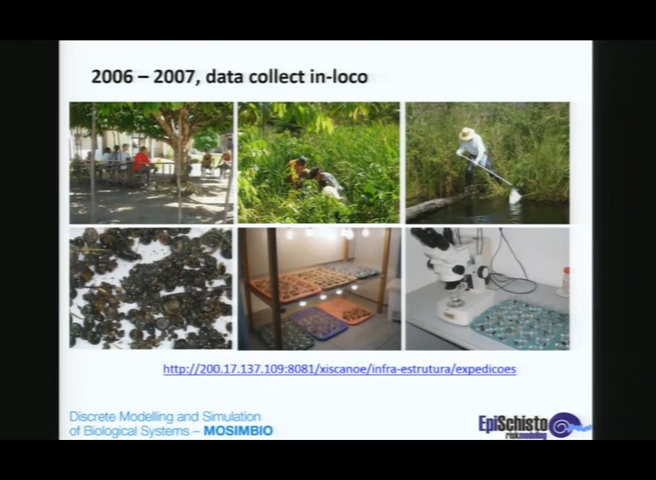 2006 – 2007, data collect in-loco
http://200.17.137.109:8081/xiscanoe/infra-estrutura/expedicoes
Discrete Modelling and Simulation
of Biological Systems – MOSIMBIO
EpiSchisto
riskmodeling